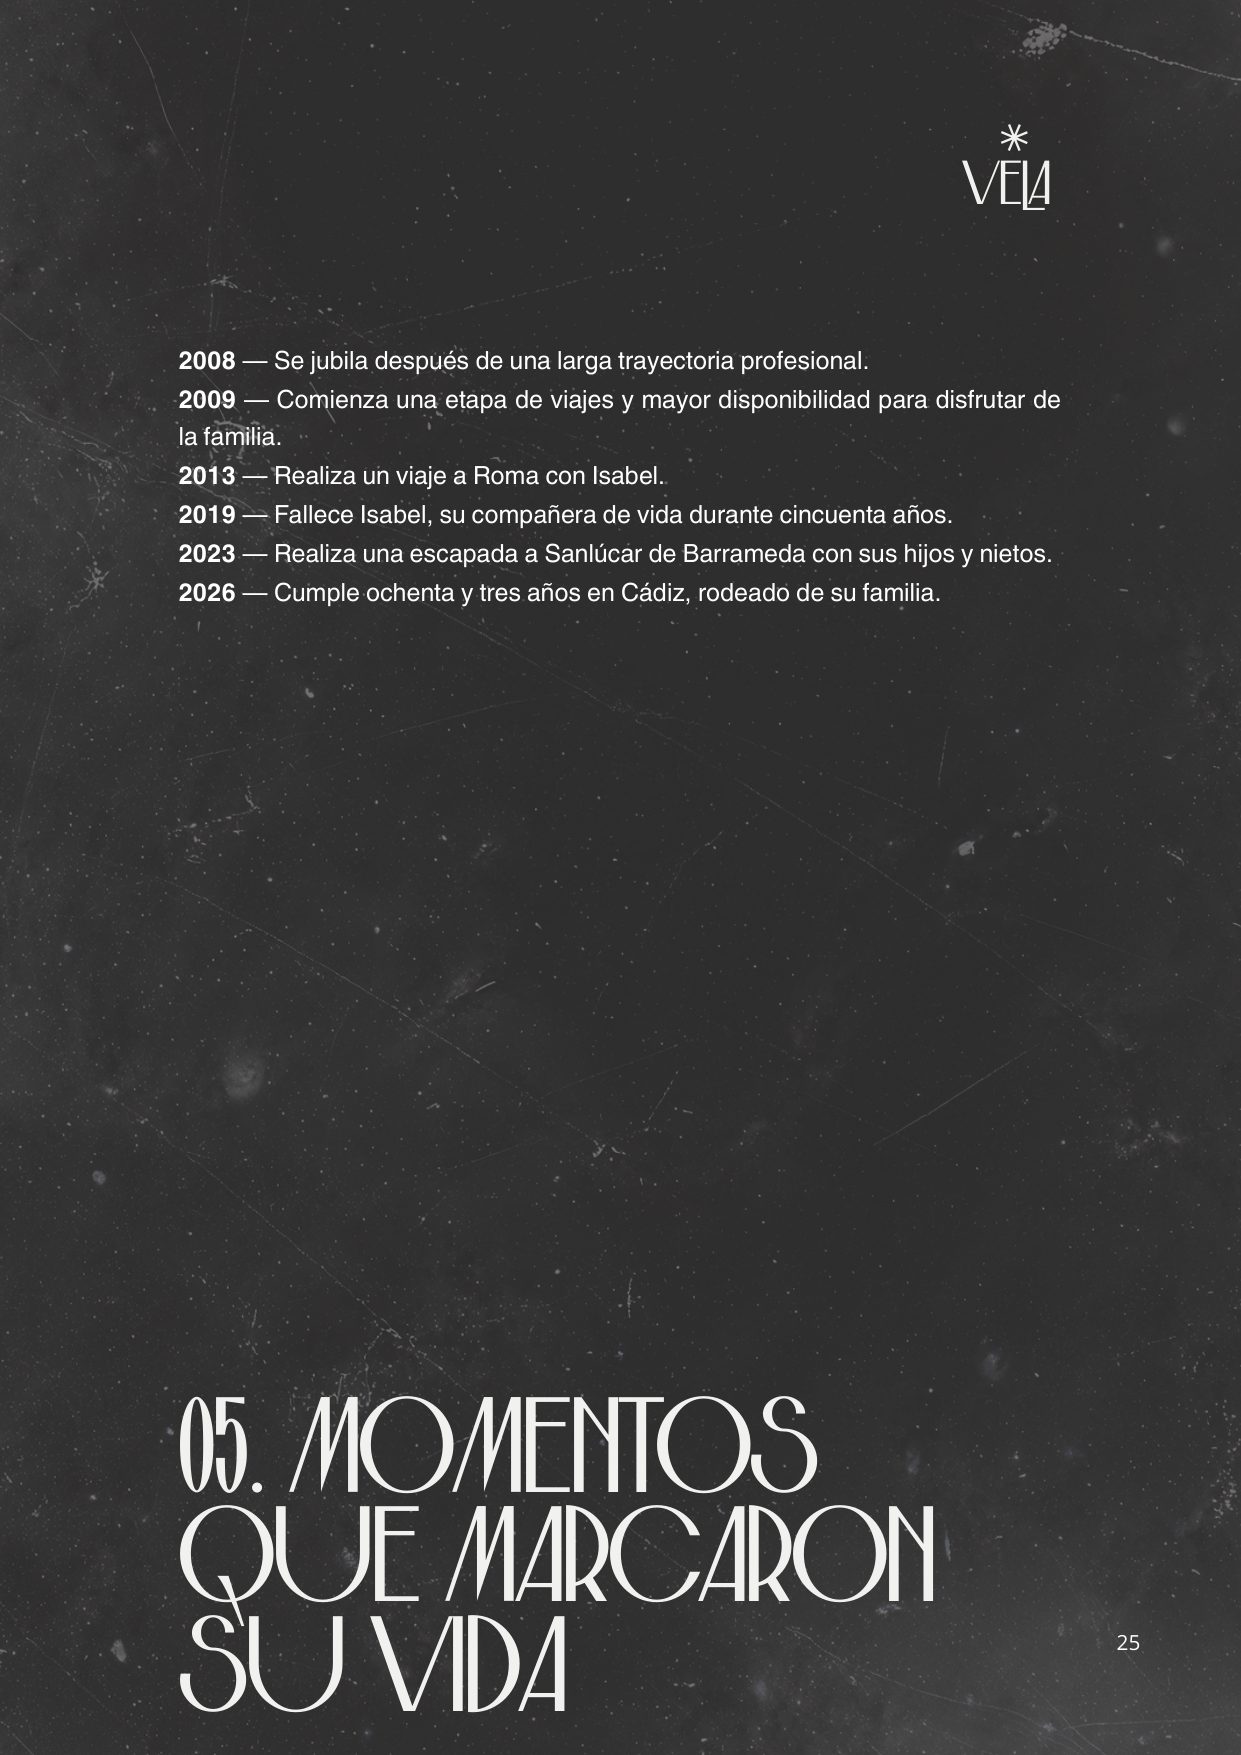 VELA
2008 — Se jubila después de una larga trayectoria profesional.
2009 — Comienza una etapa de viajes y mayor disponibilidad para disfrutar de
la familia.
2013 — Realiza un viaje a Roma con Isabel.
2019 — Fallece Isabel, su compañera de vida durante cincuenta años.
2023 — Realiza una escapada a Sanlúcar de Barrameda con sus hijos y nietos.
2026 — Cumple ochenta y tres años en Cádiz, rodeado de su familia.
05. MOMENTOS
QUE MARCARON
SU VIDA
25